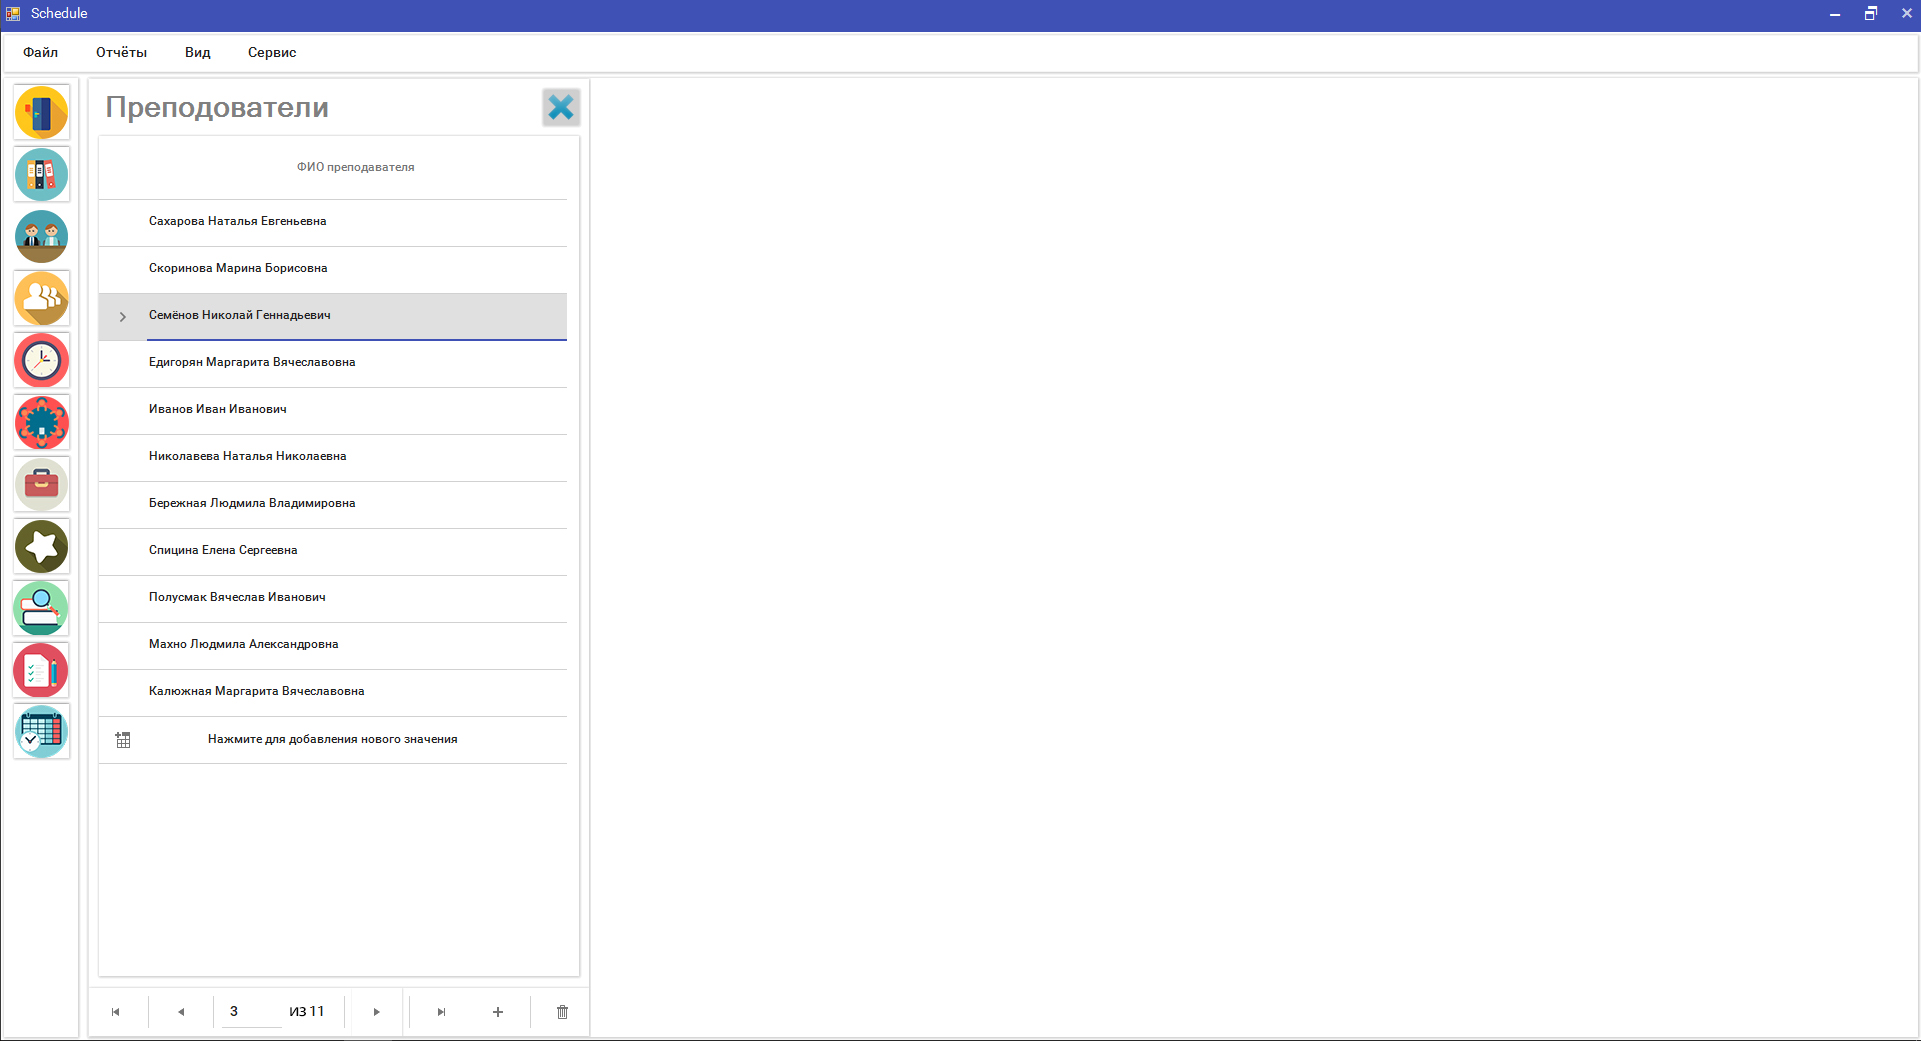 Schedule
Файл Отчёты Вид Сервис
Преподователи
ФИО преподавателя
Сахарова Наталья Евгеньевна
Скоринова Марина Борисовна
Семёнов Николай Геннадьевич
Едигорян Маргарита Вячеславовна
Иванов Иван Иванович
Николавева Наталья Николаевна
Бережная Людмила Владимировна
Спицина Елена Сергеевна
Полусмак Вячеслав Иванович
Махно Людмила Александровна
Калюжная Маргарита Вячеславовна
Нажмите для добавления нового значения
3 из 11